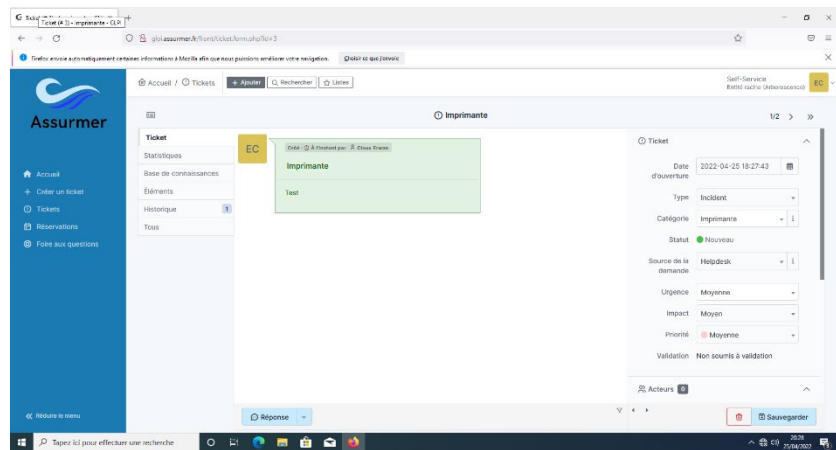 Ticket (# 3) - Imprimante - GLPI
glpi.assurmer.fr/front/ticket.form.php?id=3
Firefox envoie automatiquement certaines informations à Mozilla afin que nous puissions améliorer votre navigation. Choisir ce que j'envoie
Assurmer
Accueil / Tickets + Ajouter Rechercher Listes
Self-Service
Entité racine (Arborescence)
EC
Imprimante
1/2
Accueil
Créer un ticket
Tickets
Réservations
Foire aux questions
Réduire le menu
Ticket
Statistiques
Base de connaissances
Éléments
Historique 1
Tous
EC
Créé : À l'instant par
Imprimante
Test
Réponse
Ticket
Date d'ouverture 2022-04-25 18:27:43
Type Incident
Catégorie Imprimante
Statut Nouveau
Source de la demande Helpdesk
Urgence Moyenne
Impact Moyen
Priorité Moyenne
Validation Non soumis à validation
Acteurs 0
Sauvegarder
Tapez ici pour effectuer une recherche
20:28
25/04/2022